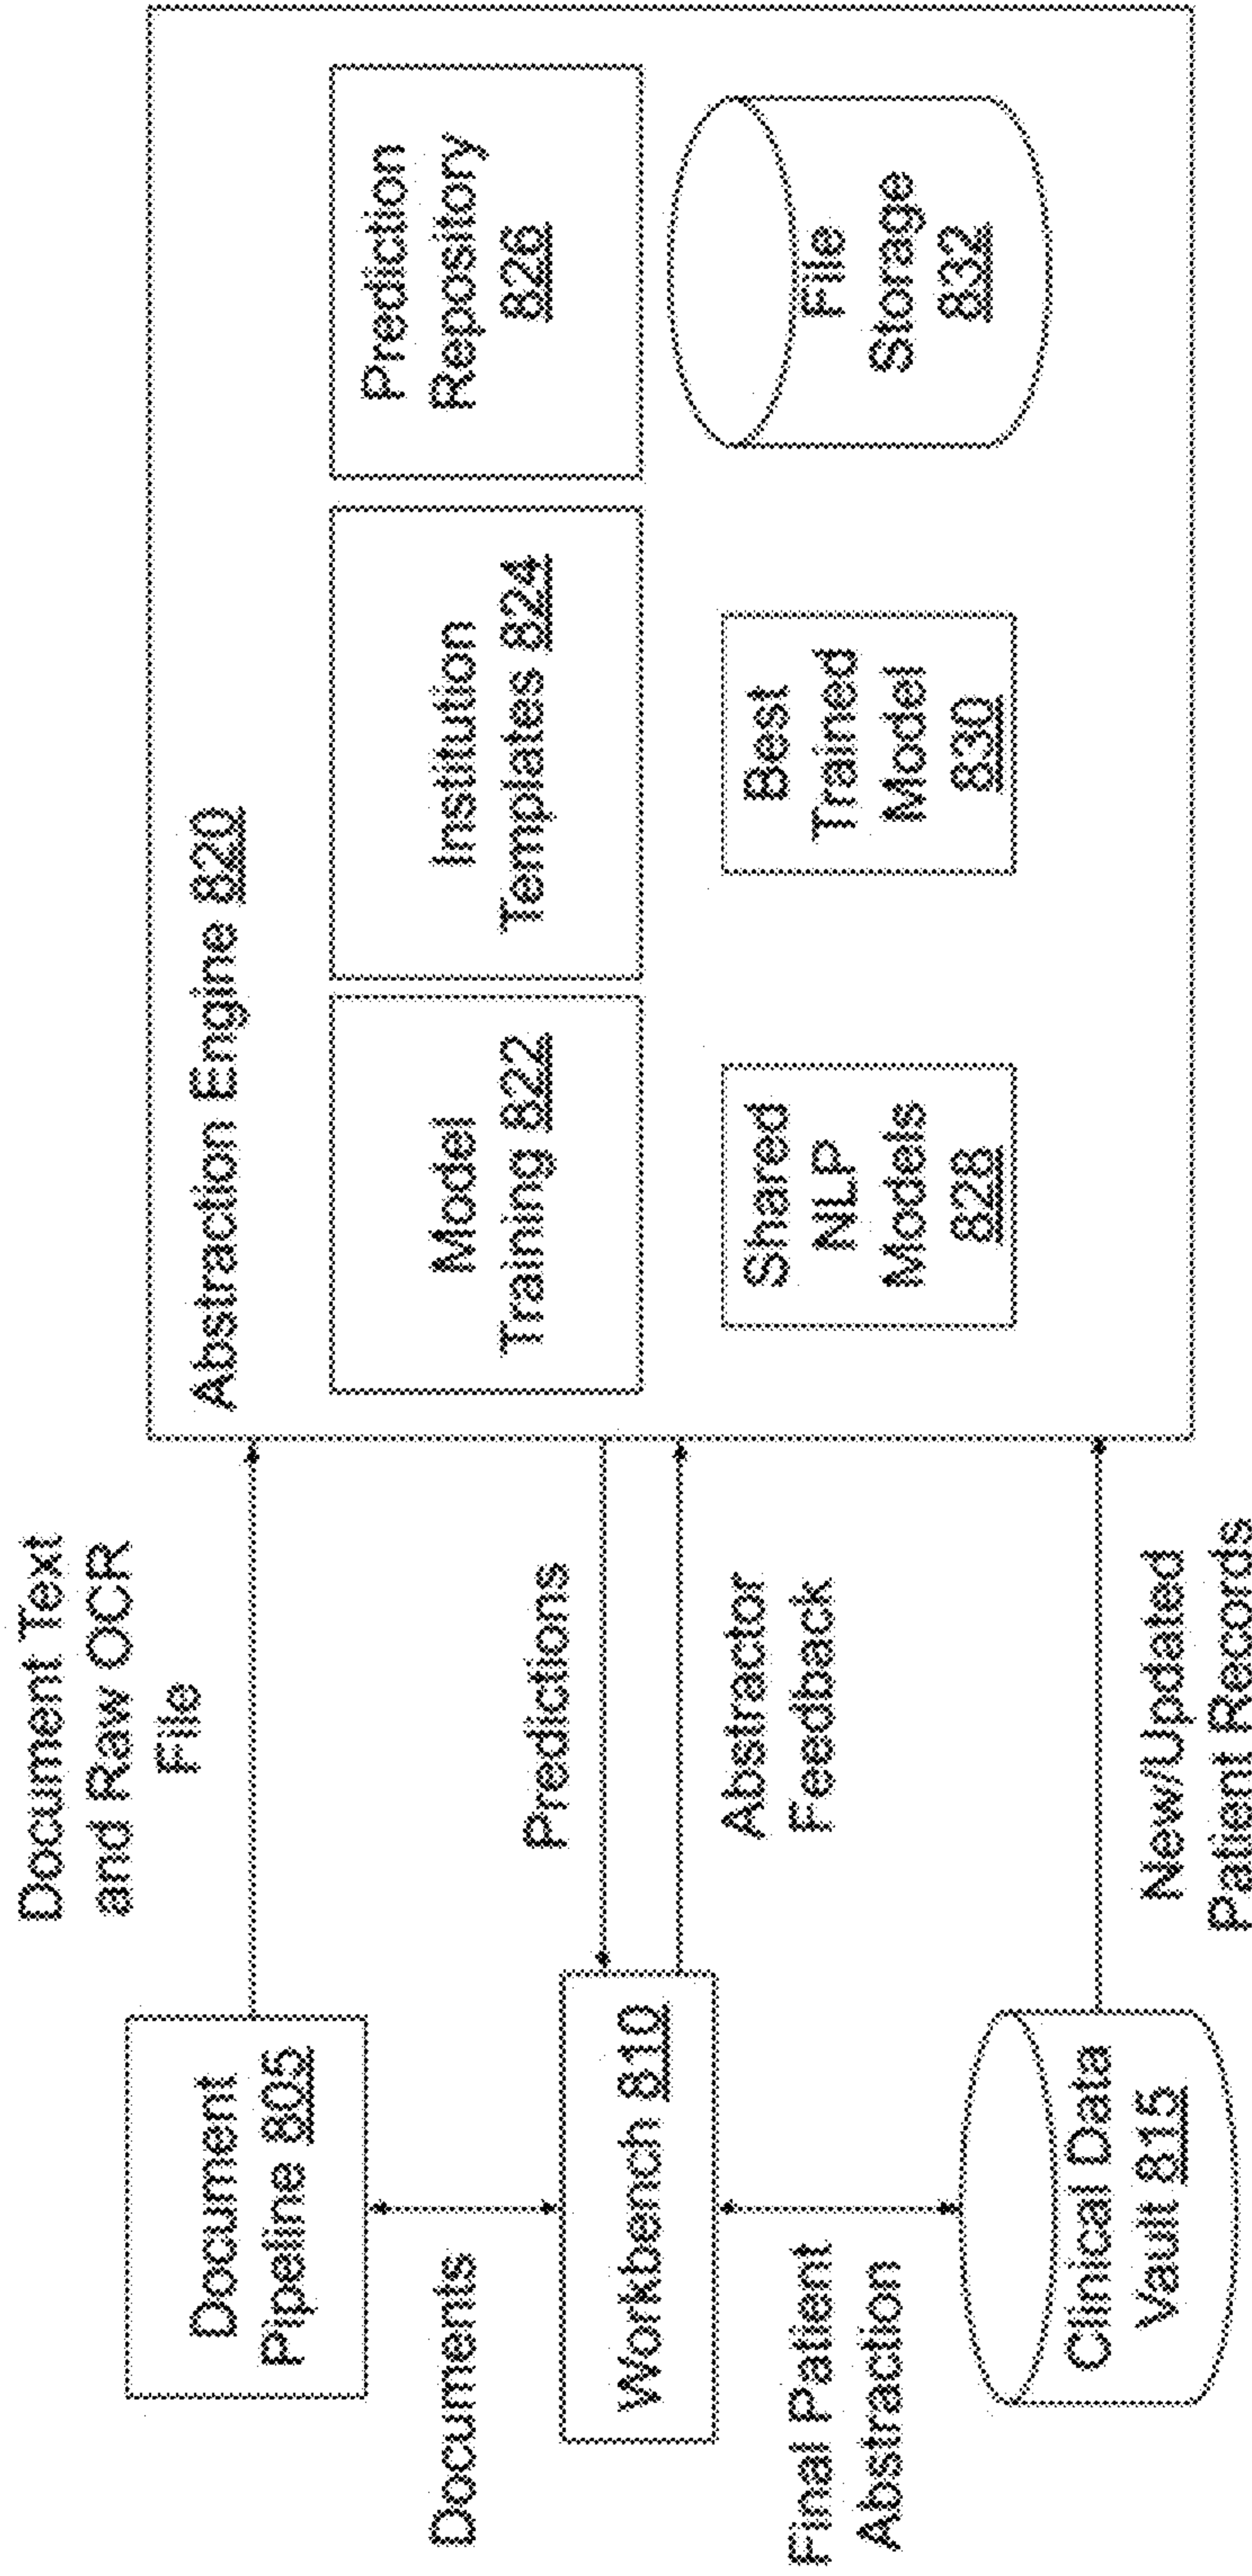 Document
Pipeline 805
Document Text
and Raw OCR
File
Documents
Workbench 810
Predictions
Abstractor
Feedback
Final Patient
Abstraction
Clinical Data
Vault 815
New/Updated
Patient Records
Abstraction Engine 820
Model
Training 822
Institution
Templates 824
Prediction
Repository
826
Shared
NLP
Models
828
Best
Trained
Model
830
File
Storage
832